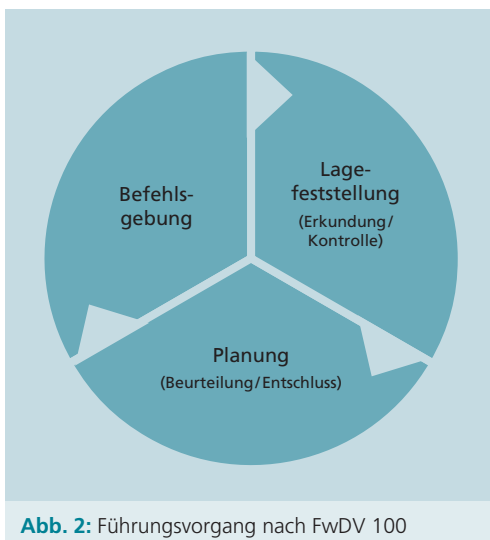 Befehls-
gebung
Lage-
feststellung
(Erkundung/
Kontrolle)
Planung
(Beurteilung/Entschluss)
Abb. 2: Führungsvorgang nach FwDV 100